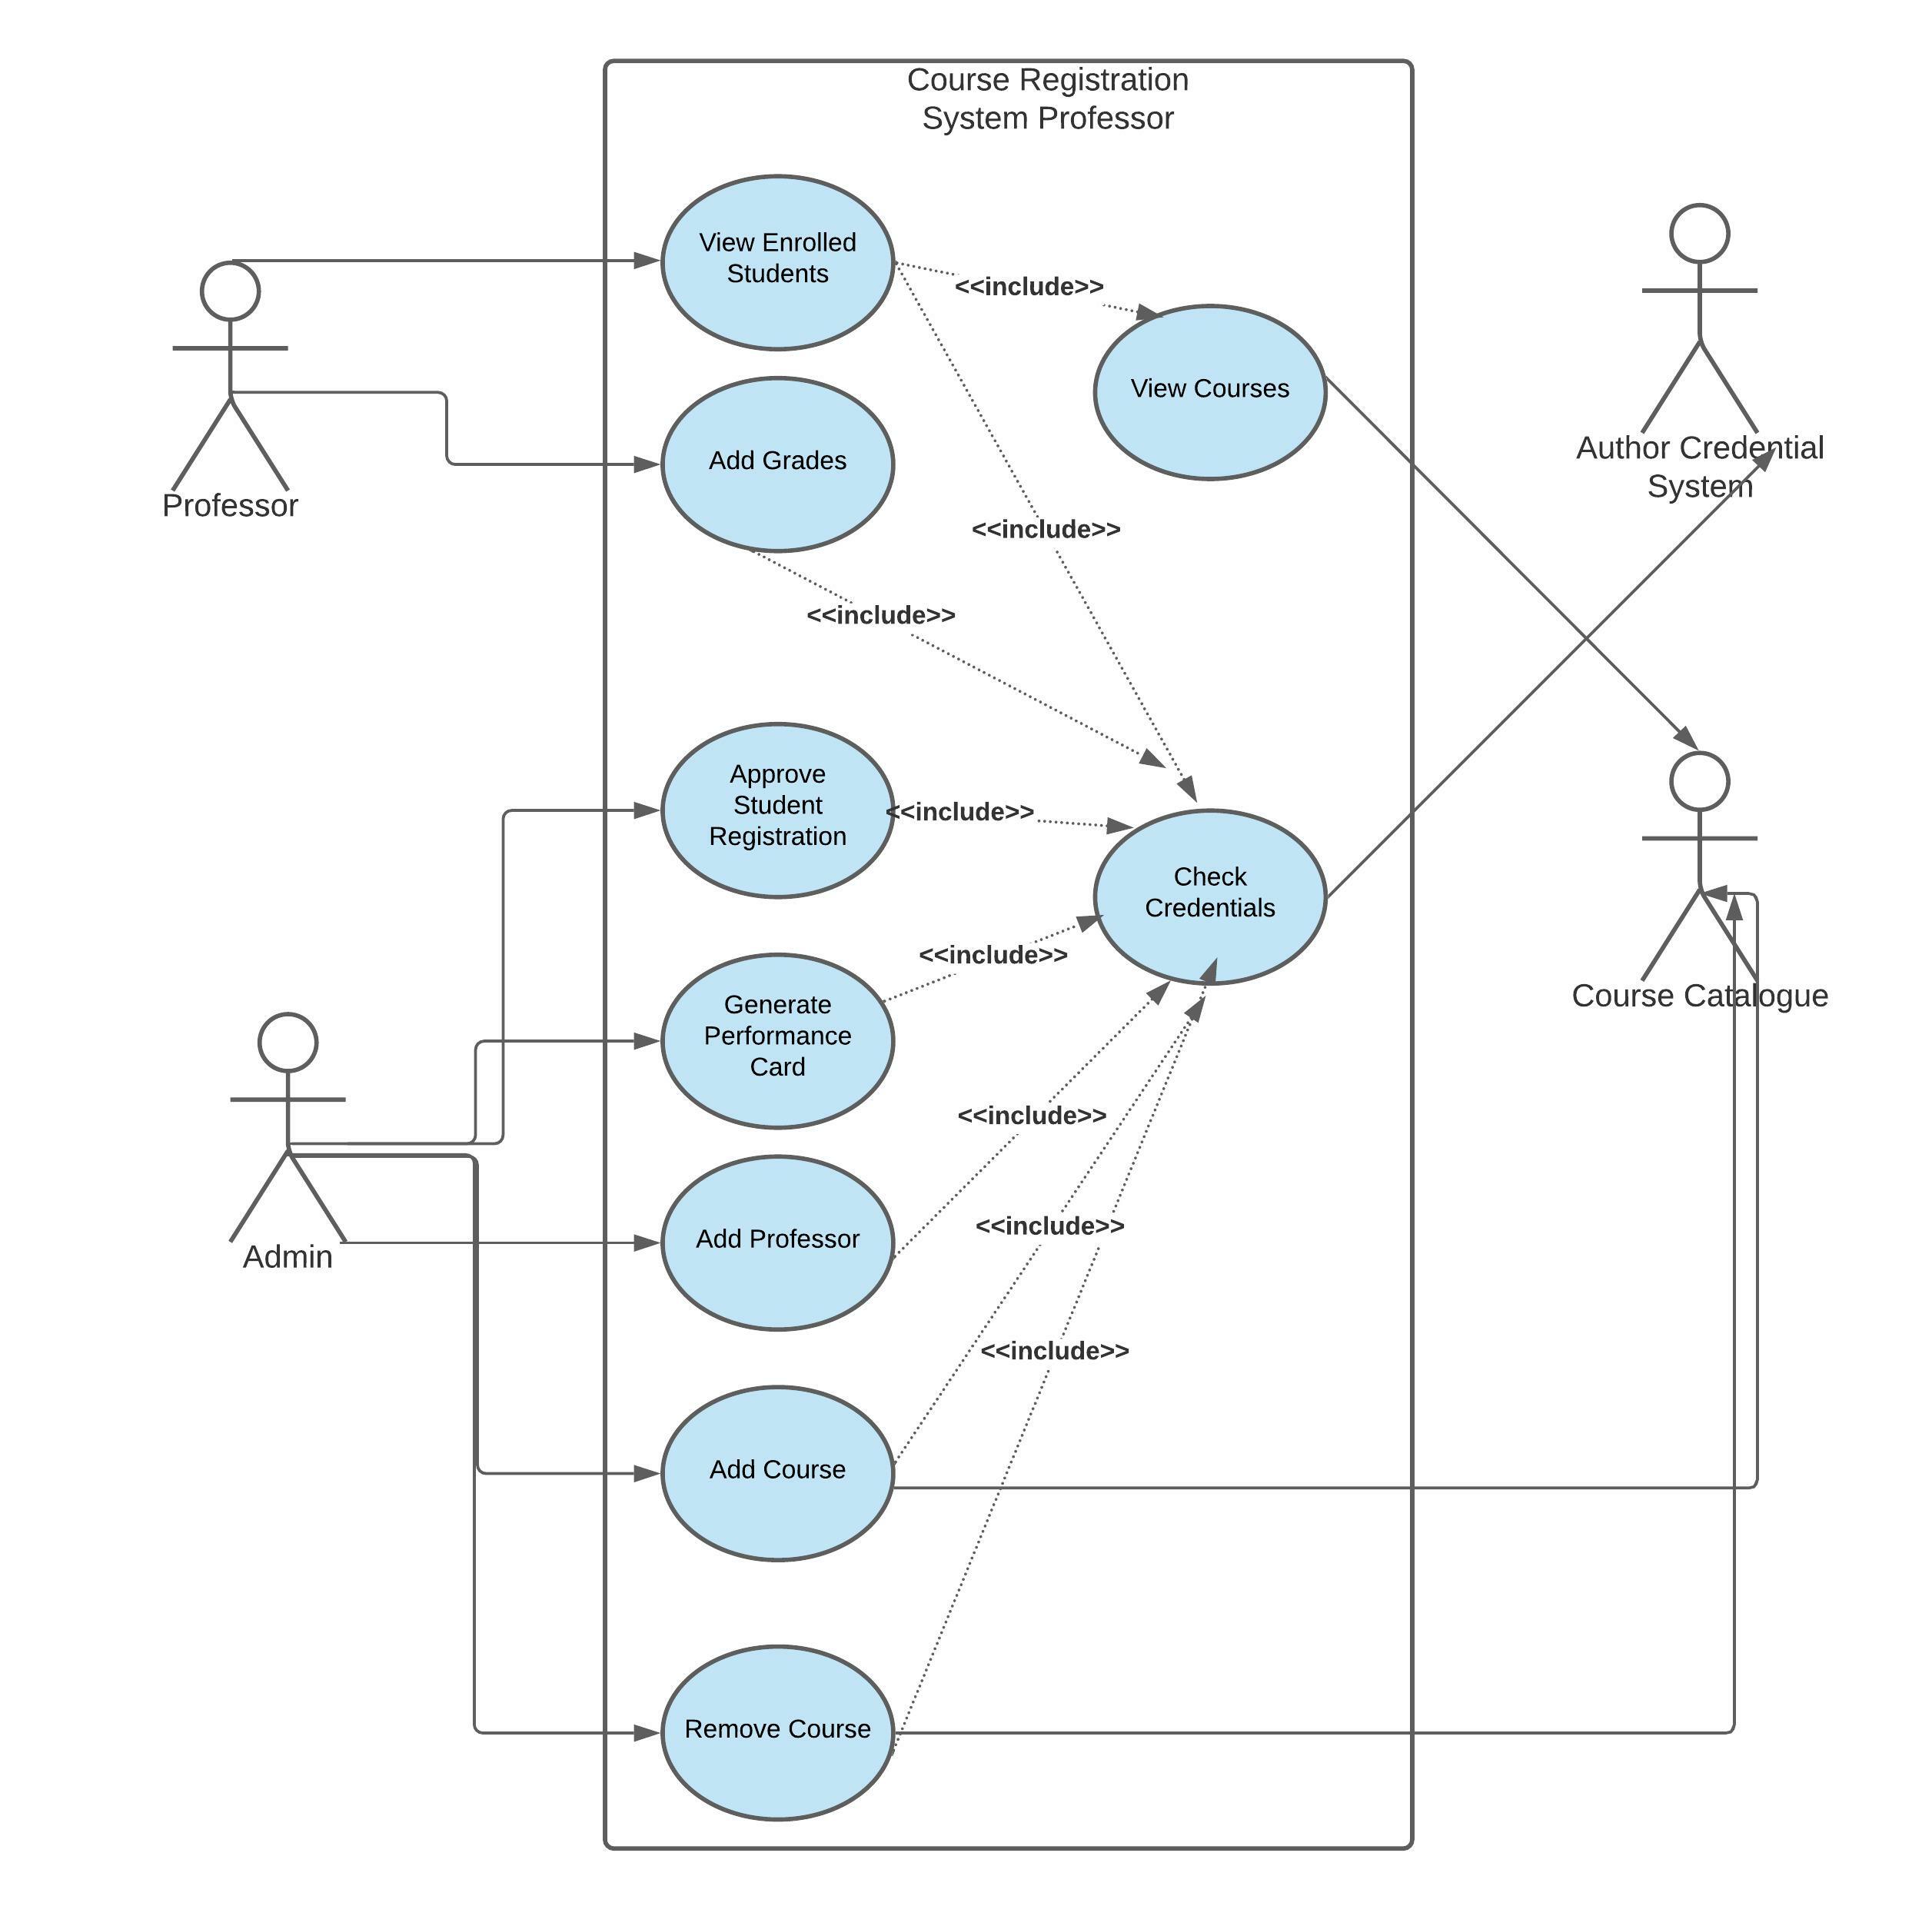 Course Registration
System Professor
View Enrolled
Students
<<include>>
View Courses
Author Credential
System
Add Grades
Professor
<<include>>
<<include>>
Approve
Student
Registration
<<include>>
Check
Credentials
<<include>>
Generate
Performance
Card
Course Catalogue
<<include>>
Add Professor
Admin
<<include>>
<<include>>
Add Course
Remove Course